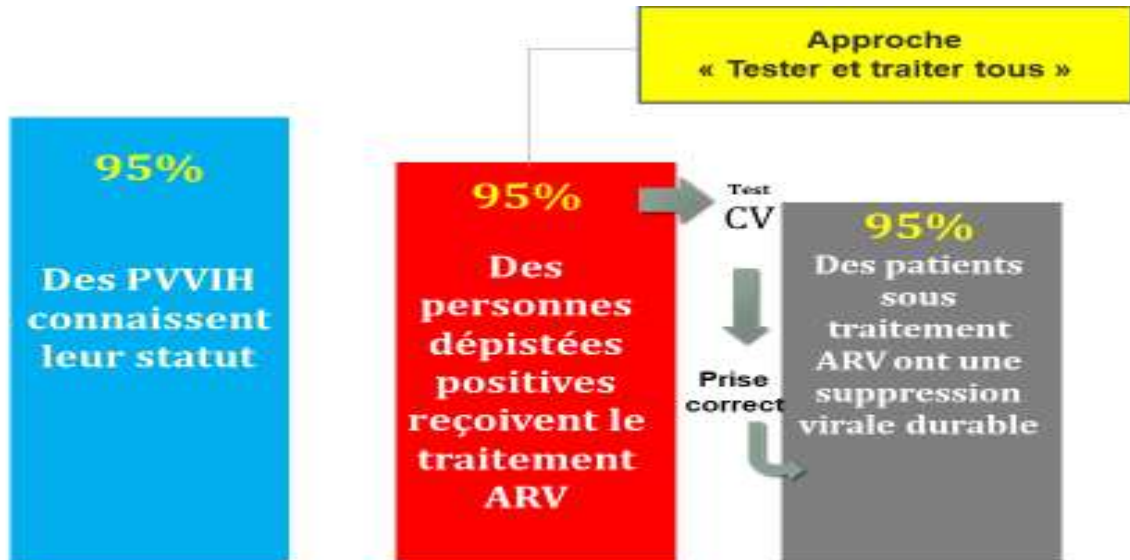 Approche
« Tester et traiter tous »
95%
Des PVVIH
connaissent
leur statut
95%
Des
personnes
dépistées
positives
reçoivent le
traitement
ARV
Test
CV
Prise
correct
95%
Des patients
sous
traitement
ARV ont une
suppression
virale durable